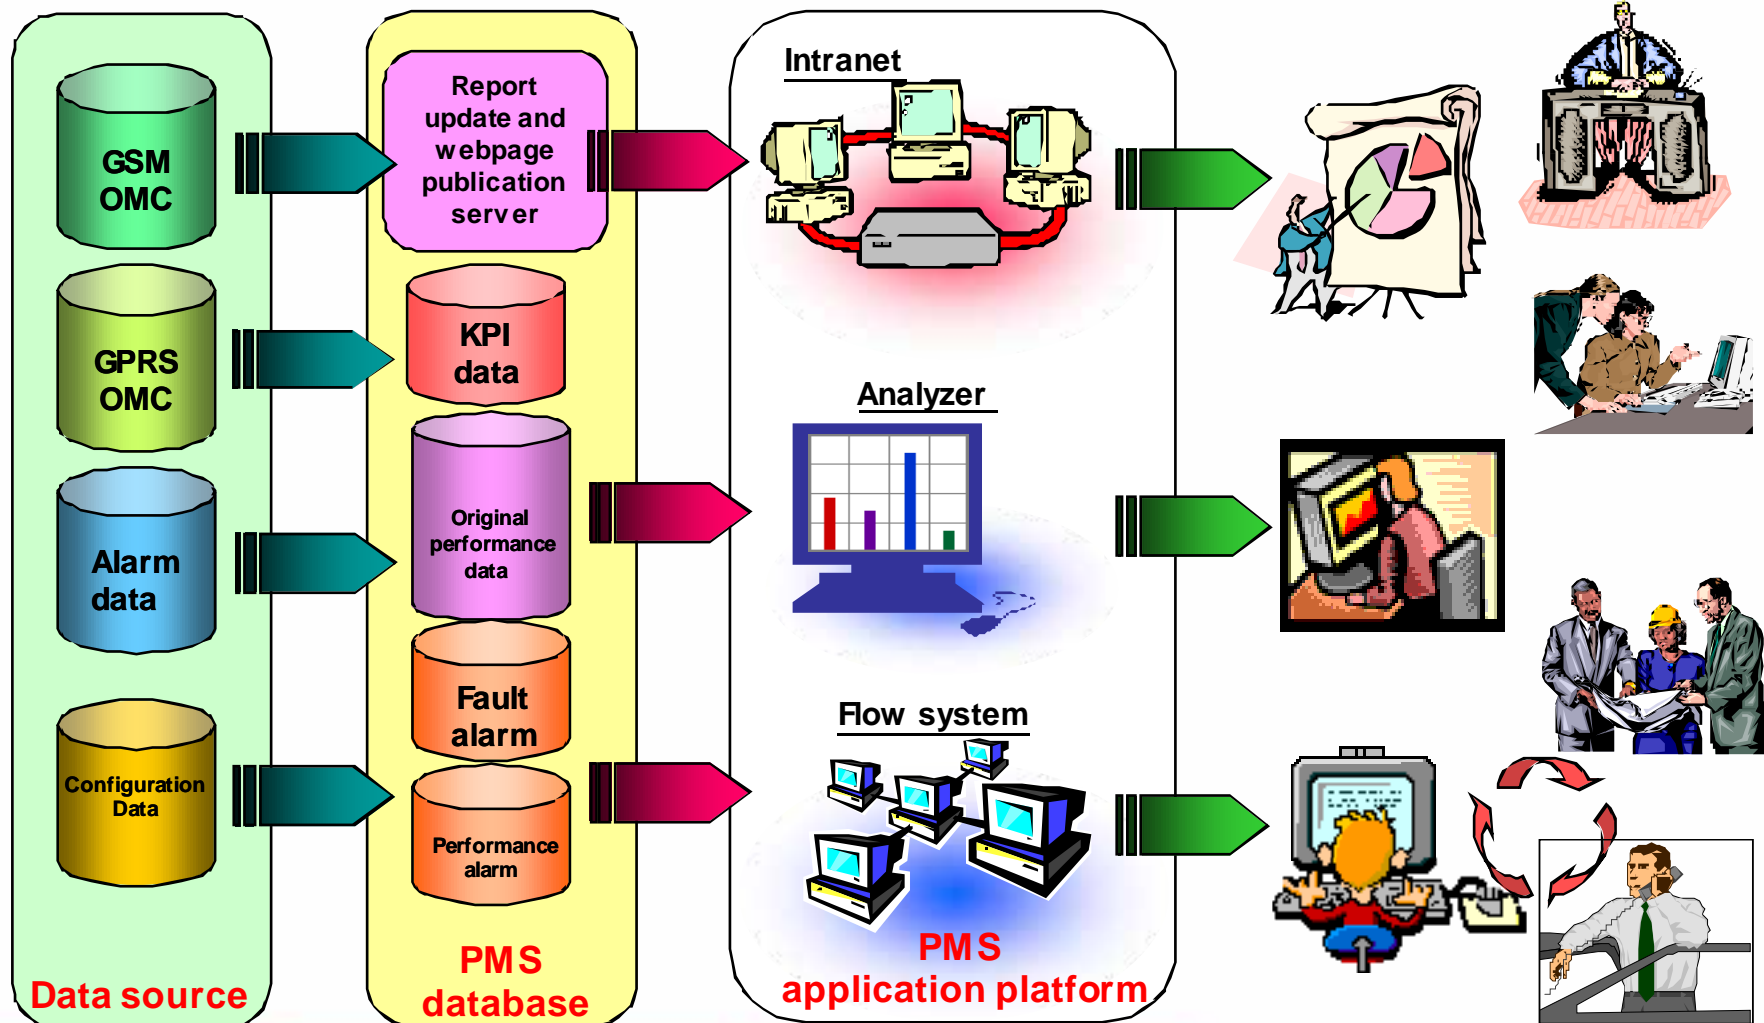 GSM
OMC
GPRS
OMC
Alarm
data
Configuration
Data
Data source
Report
update and
webpage
publication
server
KPI
data
Original
performance
data
Fault
alarm
Performance
alarm
PMS
database
Intranet
Analyzer
Flow system
PMS
application platform